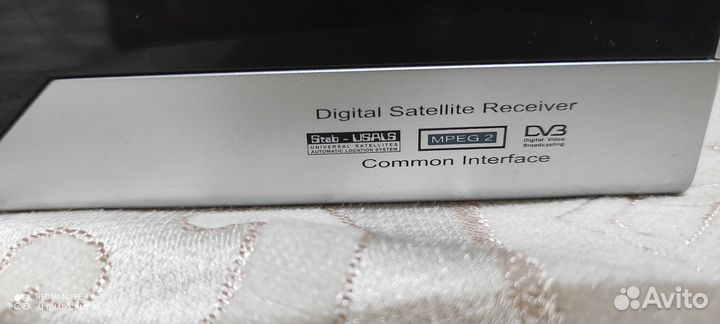 Digital Satellite Receiver
Stab - USALS
UNIVERSAL SATELLITES
AUTOMATIC LOCATION SYSTEM
MPEG 2
DVB
Digital Video
Broadcasting
Common Interface
REDMI NOTE 8 PRO
AI QUAD CAMERA
Avito